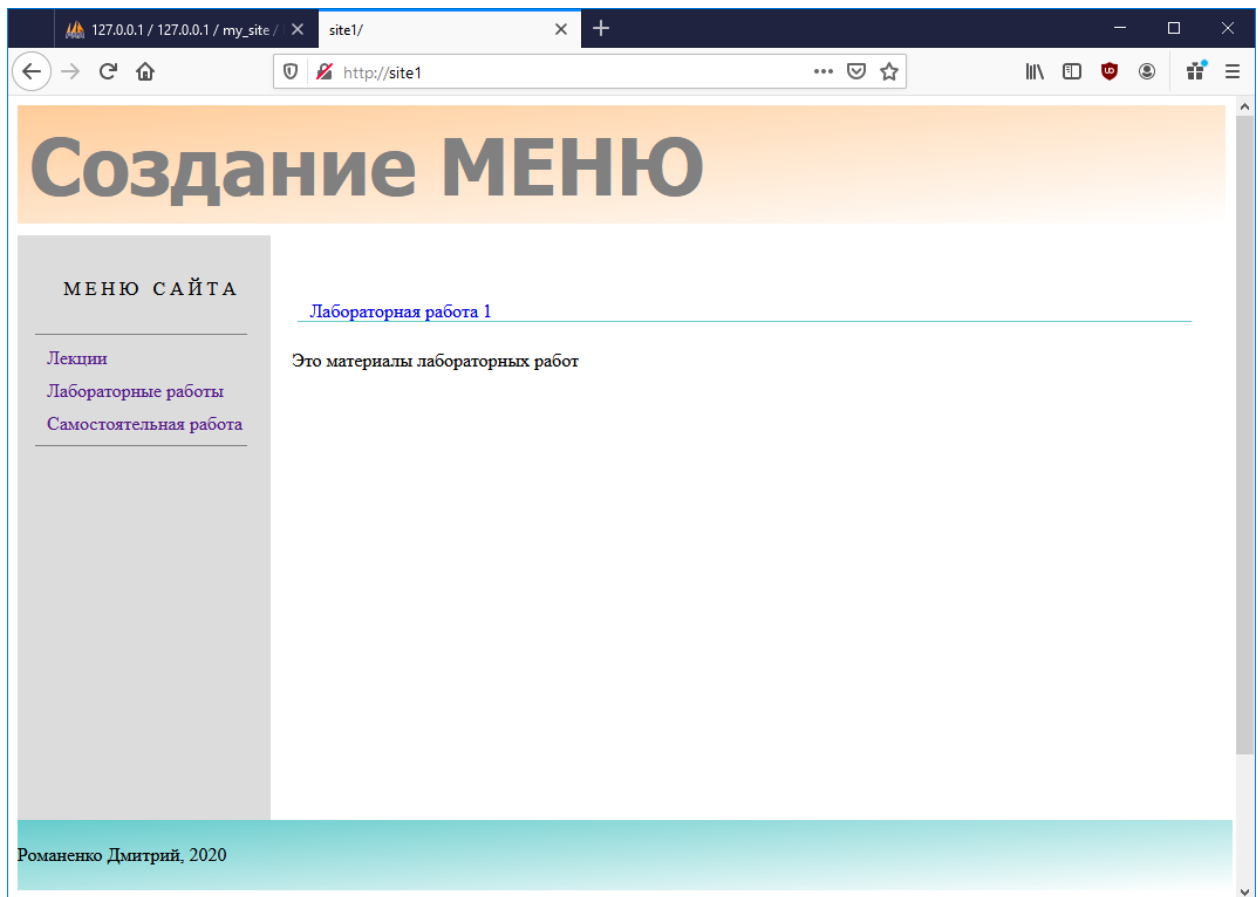 127.0.0.1 / 127.0.0.1 / my_site /
site1/
http://site1
Создание МЕНЮ
МЕНЮ САЙТА
Лекции
Лабораторные работы
Самостоятельная работа
Лабораторная работа 1
Это материалы лабораторных работ
Романенко Дмитрий, 2020